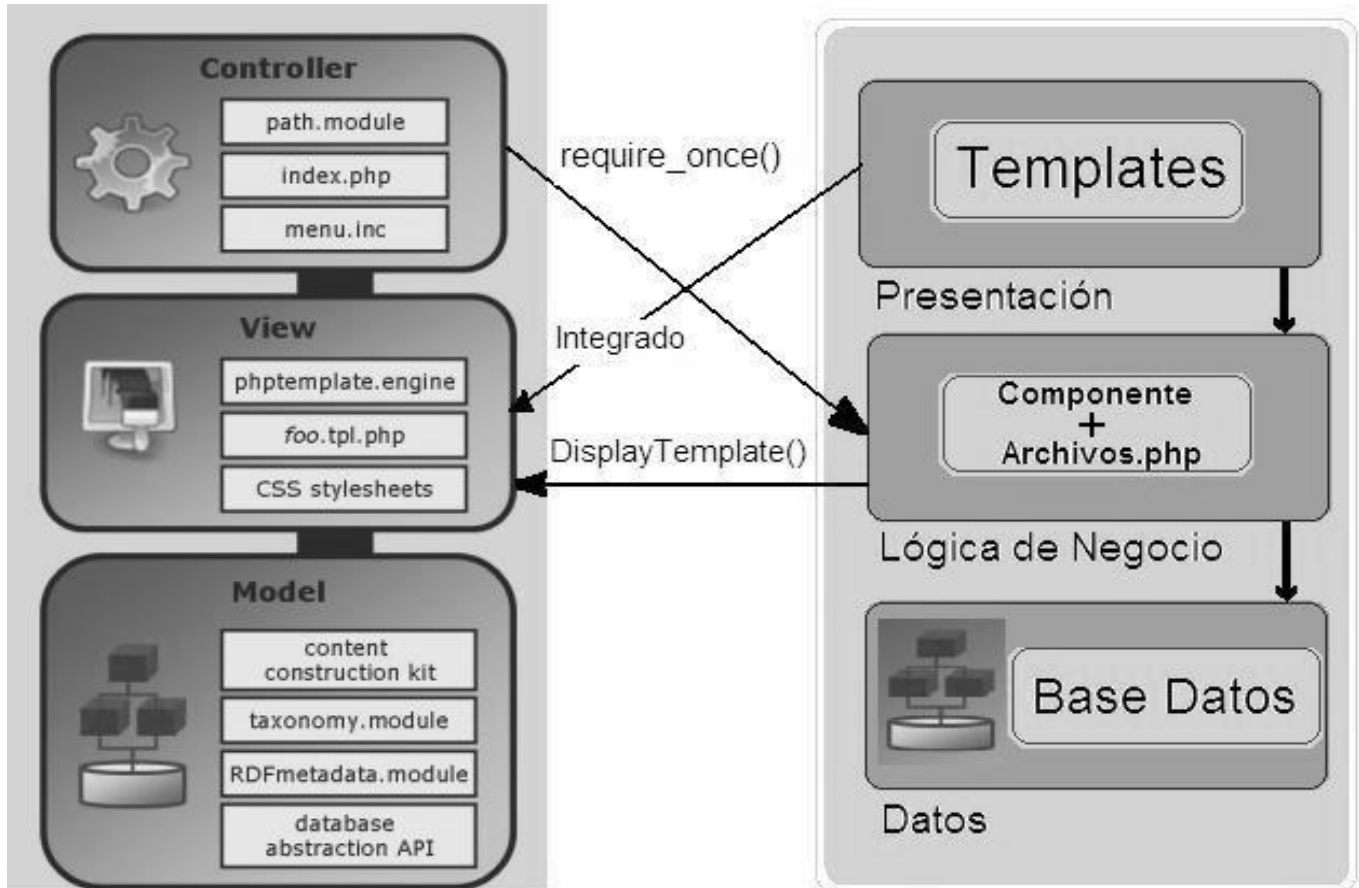 Controller
path.module
index.php
menu.inc
View
phptemplate.engine
foo.tpl.php
CSS stylesheets
Model
content
construction kit
taxonomy.module
RDFmetadata.module
database
abstraction API
require_once()
Integrado
DisplayTemplate()
Templates
Presentación
Componente
+
Archivos.php
Lógica de Negocio
Base Datos
Datos